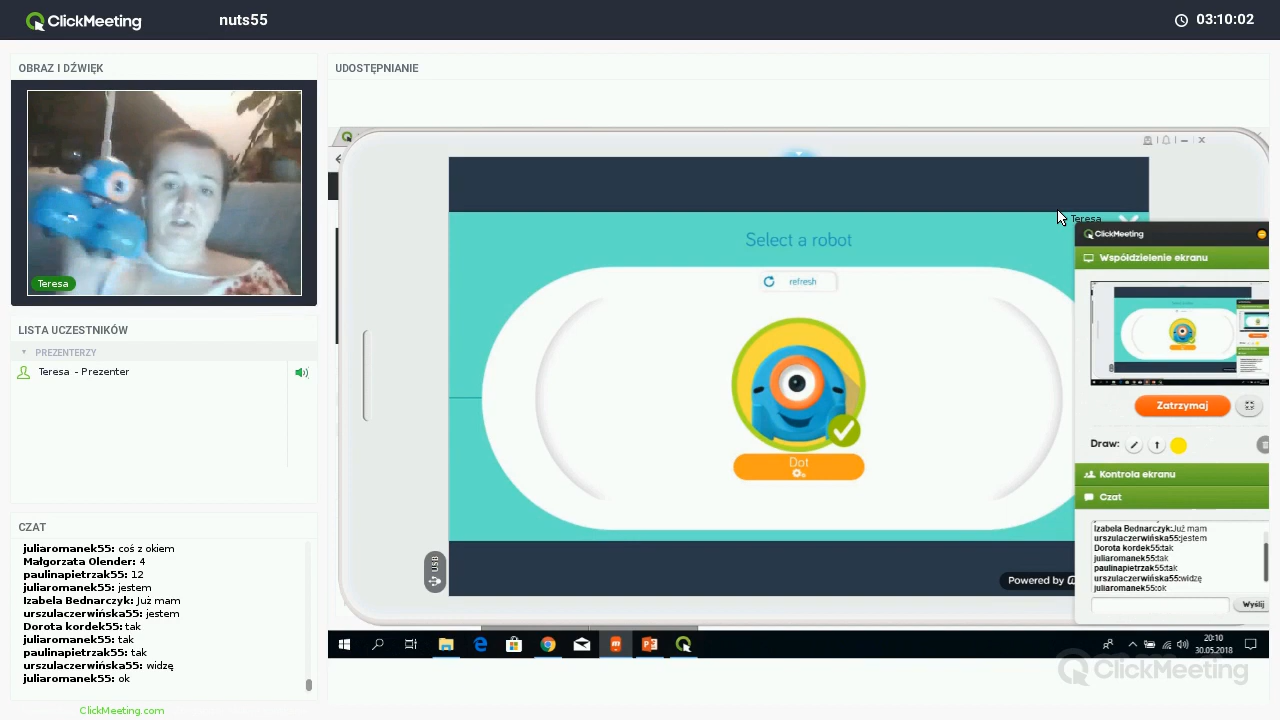 ClickMeeting
nuts55
03:10:02
OBRAZ I DŹWIĘK
Teresa
LISTA UCZESTNIKÓW
PREZENTERZY
Teresa - Prezenter
CZAT
juliaromanek55: coś z okiem
Małgorzata Olender: 4
paulinapietrzak55: 12
juliaromanek55: jestem
Izabela Bednarczyk: Już mam
urszulaczerwińska55: jestem
Dorota kordek55: tak
juliaromanek55: tak
paulinapietrzak55: tak
urszulaczerwińska55: widzę
juliaromanek55: ok
ClickMeeting.com
UDOSTĘPNIANIE
Teresa
Select a robot
refresh
Dot
USB
Powered by
ClickMeeting
Współdzielenie ekranu
Zatrzymaj
Draw:
Kontrola ekranu
Czat
Izabela Bednarczyk:Już mam
urszulaczerwińska55:jestem
Dorota kordek55:tak
juliaromanek55:tak
paulinapietrzak55:tak
urszulaczerwińska55:widzę
juliaromanek55:ok
Wyślij
20:10
30.05.2018
ClickMeeting